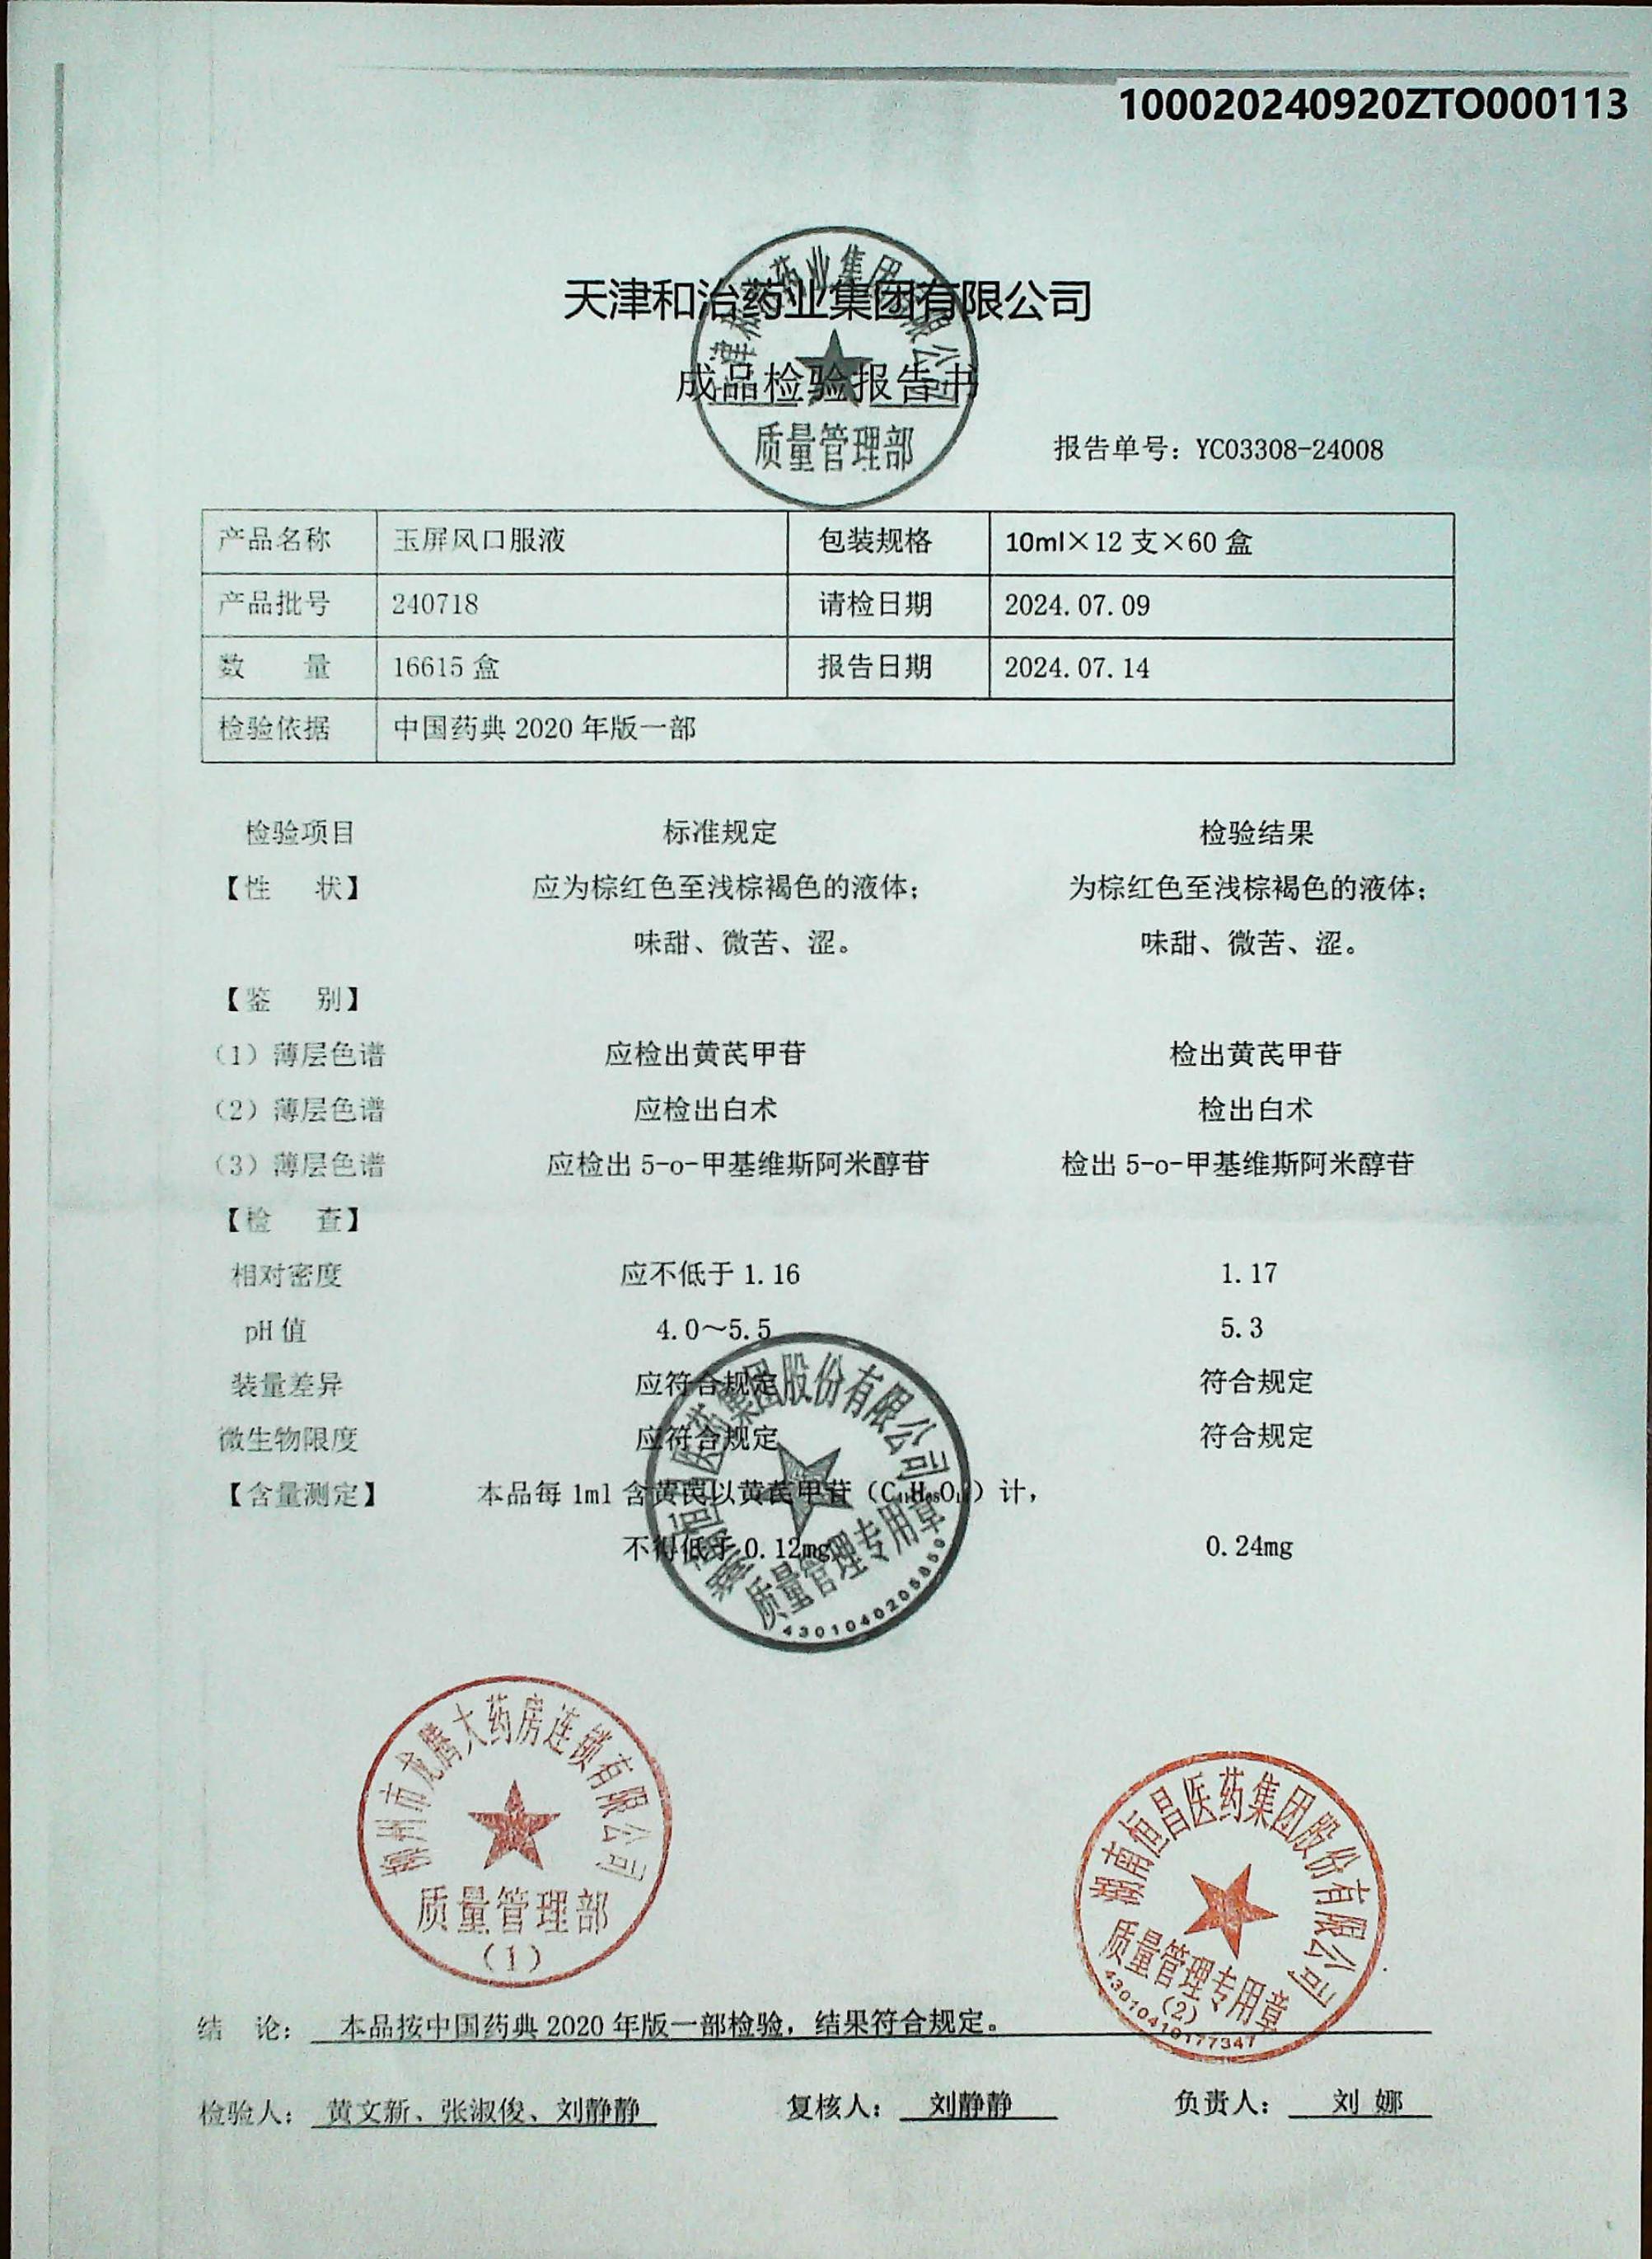 100020240920ZTO000113
天津和治药业集团有限公司
成品检验报告书
质量管理部
报告单号：YC03308-24008
产品名称 玉屏风口服液 包装规格 10ml×12支×60盒
产品批号 240718 请检日期 2024.07.09
数 量 16615盒 报告日期 2024.07.14
检验依据 中国药典2020年版一部
检验项目 标准规定 检验结果
【性 状】 应为棕红色至浅棕褐色的液体； 为棕红色至浅棕褐色的液体；
味甜、微苦、涩。 味甜、微苦、涩。
【鉴 别】
（1）薄层色谱 应检出黄芪甲苷 检出黄芪甲苷
（2）薄层色谱 应检出白术 检出白术
（3）薄层色谱 应检出5-o-甲基维斯阿米醇苷 检出5-o-甲基维斯阿米醇苷
【检 查】
相对密度 应不低于1.16 1.17
pH值 4.0～5.5 5.3
装量差异 应符合规定 符合规定
微生物限度 应符合规定 符合规定
【含量测定】 本品每1ml含黄芪以黄芪甲苷（C₄₁H₆₈O₁₄）计，
不得低于0.12mg 0.24mg
质量管理专用章
柳州市龙腾大药房连锁有限公司
质量管理部
（1）
湖南恒昌医药集团股份有限公司
质量管理专用章
（2）
43010410177347
结 论： 本品按中国药典2020年版一部检验，结果符合规定。
检验人： 黄文新、张淑俊、刘静静 复核人： 刘静静 负责人： 刘 娜